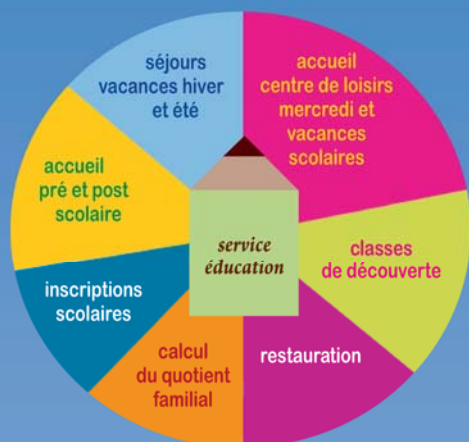 séjours
vacances hiver
et été
accueil
centre de loisirs
mercredi et
vacances
scolaires
accueil
pré et post
scolaire
service
éducation
classes
de découverte
inscriptions
scolaires
calcul
du quotient
familial
restauration